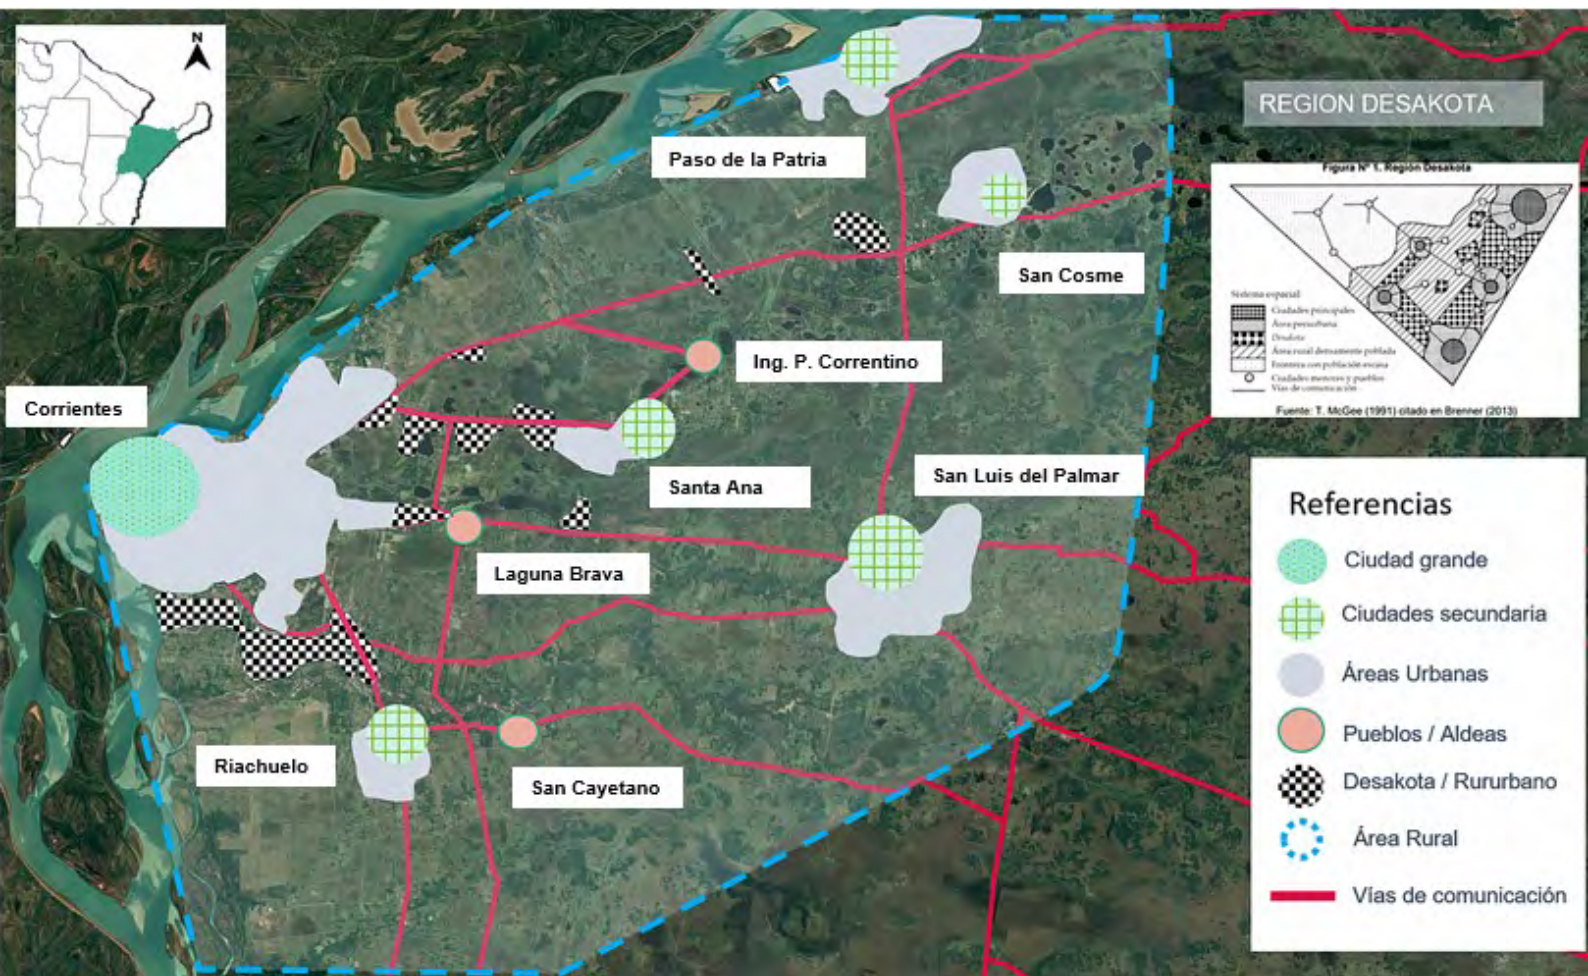 N
REGION DESAKOTA
Figura Nº 1. Región Desakota
Sistema espacial
Ciudades principales
Área periurbana
Desakota
Área rural densamente poblada
Frontera con población escasa
Ciudades menores y pueblos
Vías de comunicación
Fuente: T. McGee (1991) citado en Brenner (2013)
Paso de la Patria
San Cosme
Ing. P. Correntino
Corrientes
Santa Ana
San Luis del Palmar
Laguna Brava
Riachuelo
San Cayetano
Referencias
Ciudad grande
Ciudades secundaria
Áreas Urbanas
Pueblos / Aldeas
Desakota / Rururbano
Área Rural
Vías de comunicación